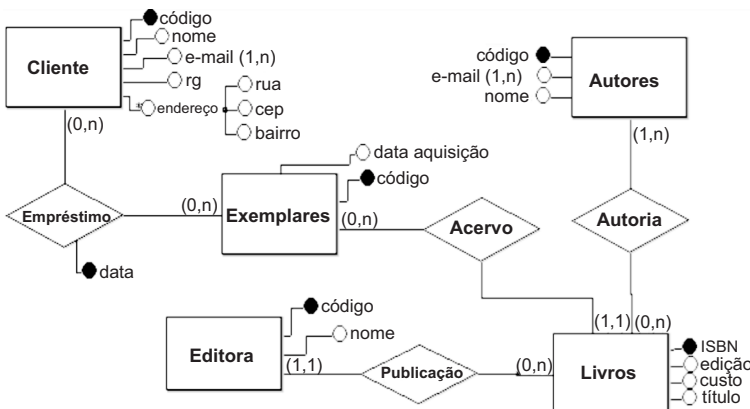 código
nome
e-mail (1,n)
rg
endereço
rua
cep
bairro
Cliente
(0,n)
Empréstimo
data
(0,n)
data aquisição
código
Exemplares
(0,n)
Acervo
código
e-mail (1,n)
nome
Autores
(1,n)
Autoria
(1,1)
(0,n)
código
nome
Editora
(1,1)
Publicação
(0,n)
Livros
ISBN
edição
custo
título